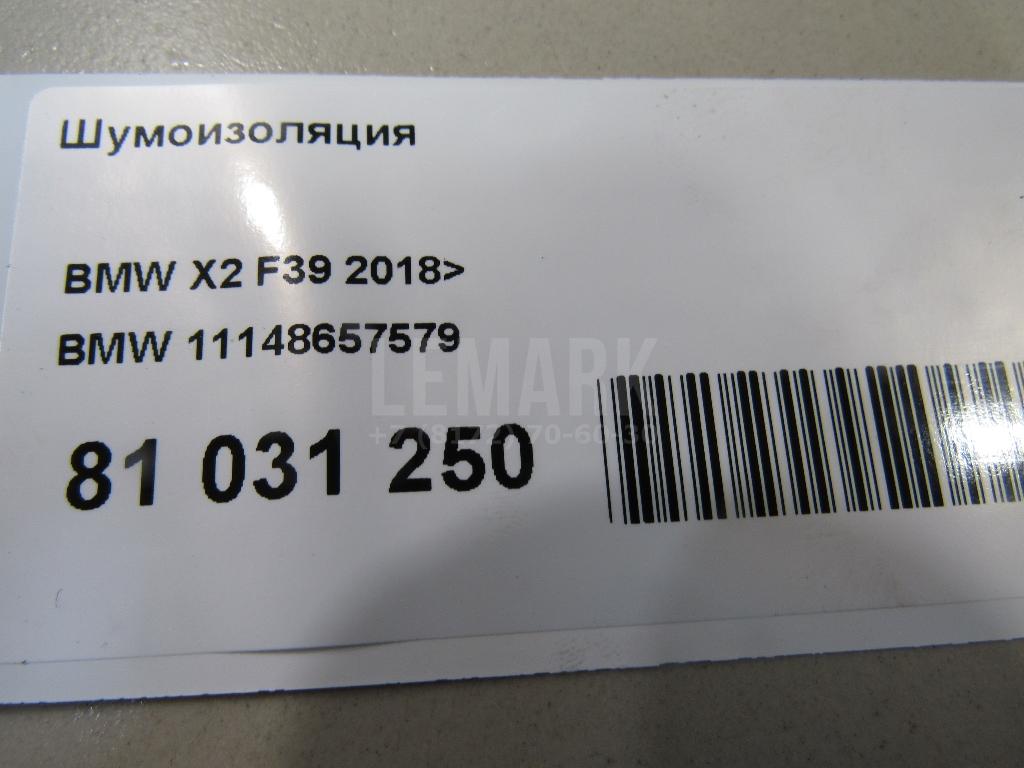 Шумоизоляция
BMW X2 F39 2018>
BMW 11148657579
LEMARK
81 031 250